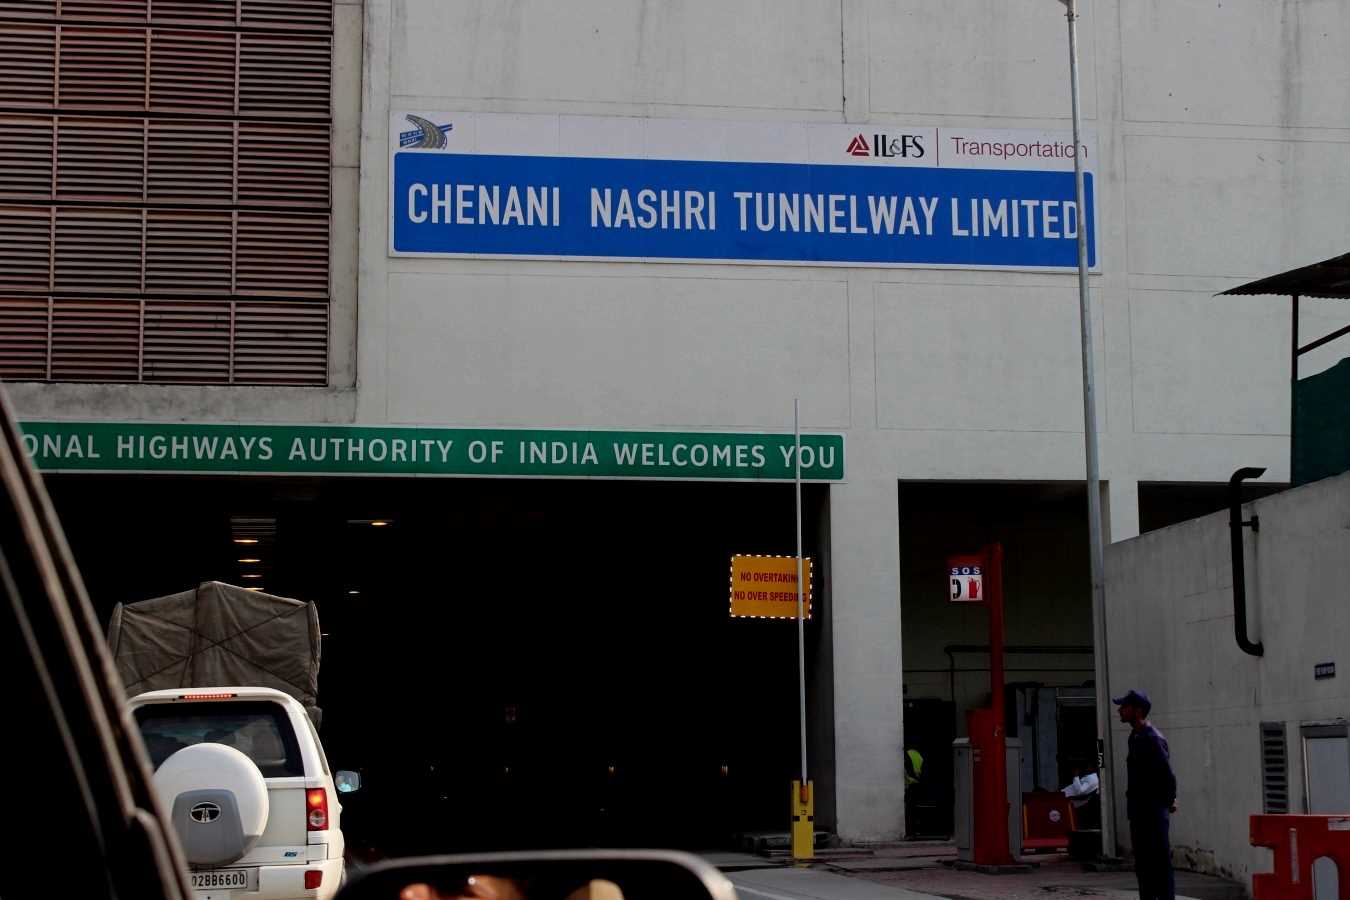 IL&FS Transportation
CHENANI NASHRI TUNNELWAY LIMITED
ONAL HIGHWAYS AUTHORITY OF INDIA WELCOMES YOU
NO OVERTAKING
NO OVER SPEEDING
SOS
02BB6600